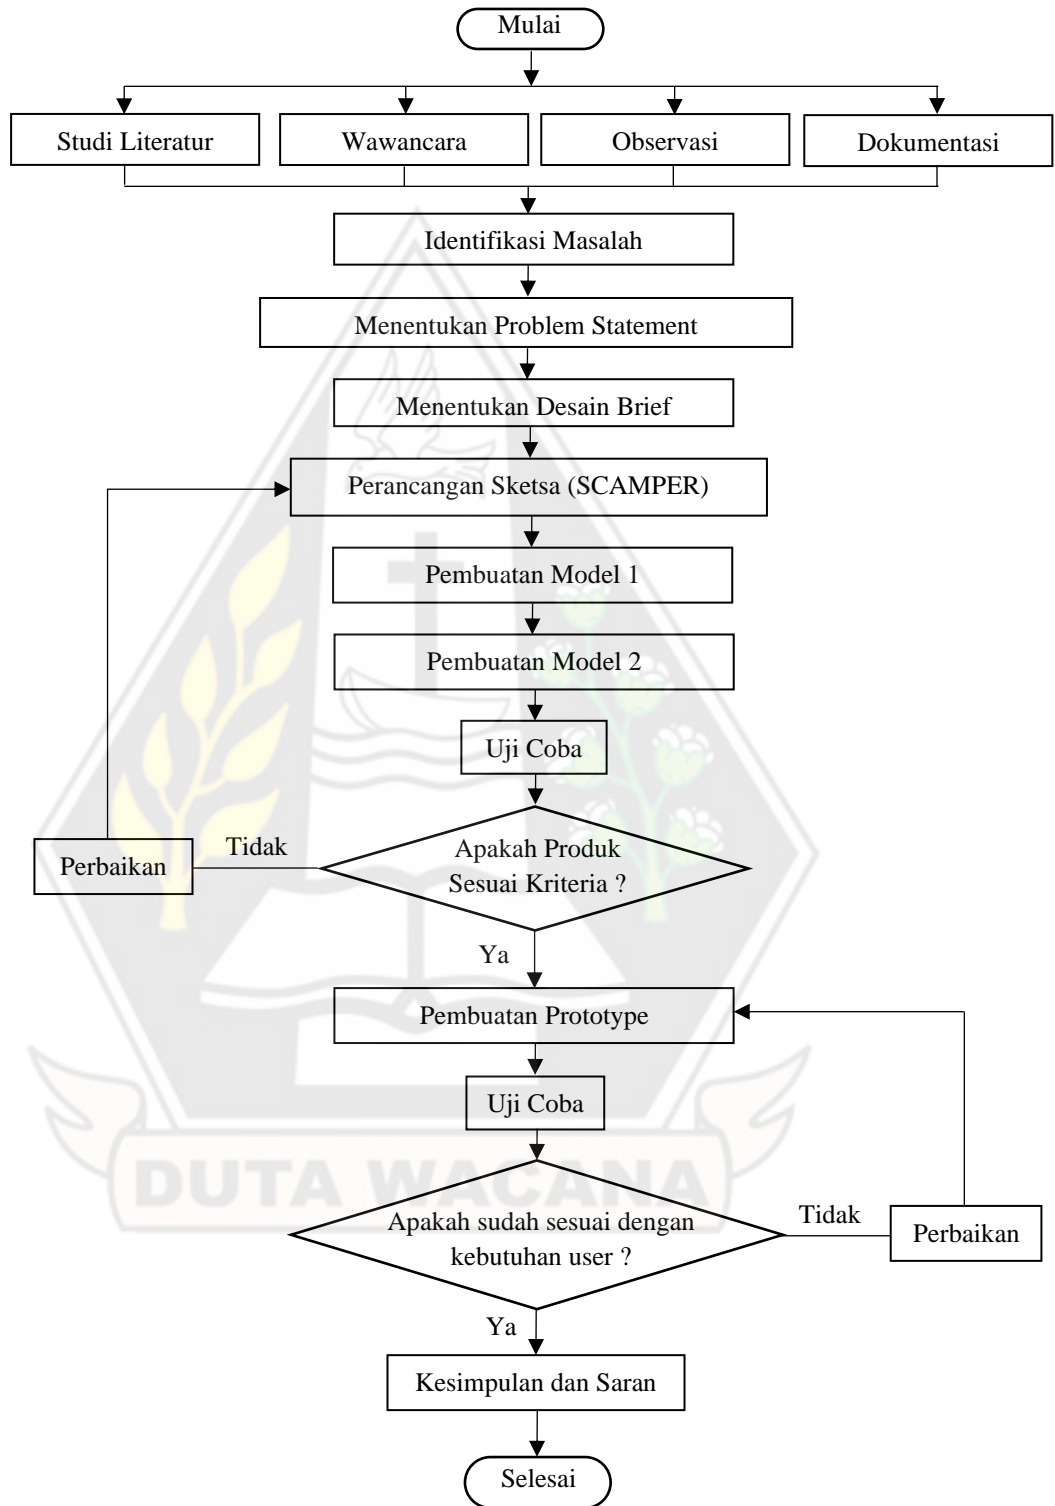 Mulai
Studi Literatur
Wawancara
Observasi
Dokumentasi
Identifikasi Masalah
Menentukan Problem Statement
Menentukan Desain Brief
Perancangan Sketsa (SCAMPER)
Pembuatan Model 1
Pembuatan Model 2
Uji Coba
Apakah Produk
Sesuai Kriteria ?
Tidak
Perbaikan
Ya
Pembuatan Prototype
Uji Coba
DUTA WACANA
Apakah sudah sesuai dengan
kebutuhan user ?
Tidak
Perbaikan
Ya
Kesimpulan dan Saran
Selesai